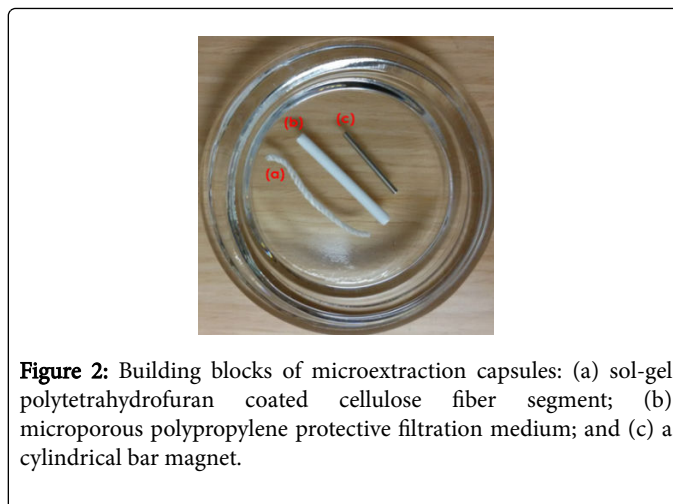 (b)
(c)
(a)
Figure 2: Building blocks of microextraction capsules: (a) sol-gel
polytetrahydrofuran coated cellulose fiber segment; (b)
microporous polypropylene protective filtration medium; and (c) a
cylindrical bar magnet.